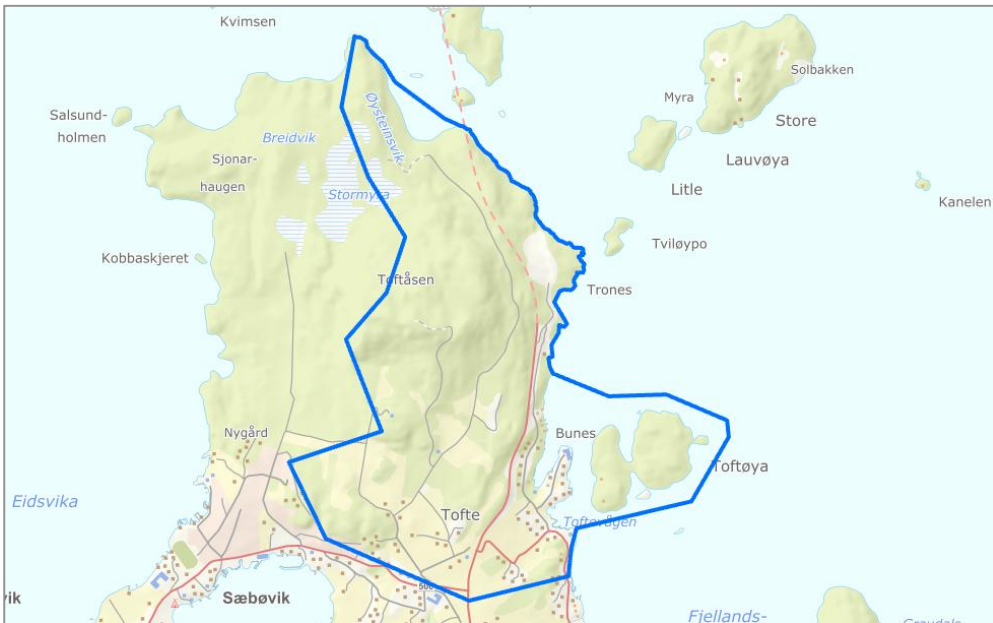 Kvimsen
Solbakken
Myra
Salsund-
holmen
Store
Øysteinsvik
Breidvik
Sjonar-
haugen
Lauvøya
Litle
Stormyra
Kanelen
Tviløypo
Kobbaskjeret
Toftåsen
Trones
Nygård
Bunes
Toftøya
Eidsvika
Tofte
Toftevågen
vik
Sæbøvik
Fjellands-